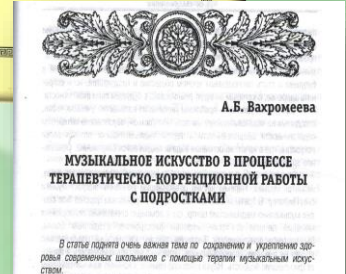 А.Б. Вахромеева
МУЗЫКАЛЬНОЕ ИСКУССТВО В ПРОЦЕССЕ
ТЕРАПЕВТИЧЕСКО-КОРРЕКЦИОННОЙ РАБОТЫ
С ПОДРОСТКАМИ
В статье поднята очень важная тема по сохранению и укреплению здо-
ровья современных школьников с помощью терапии музыкальным искус-
ством.